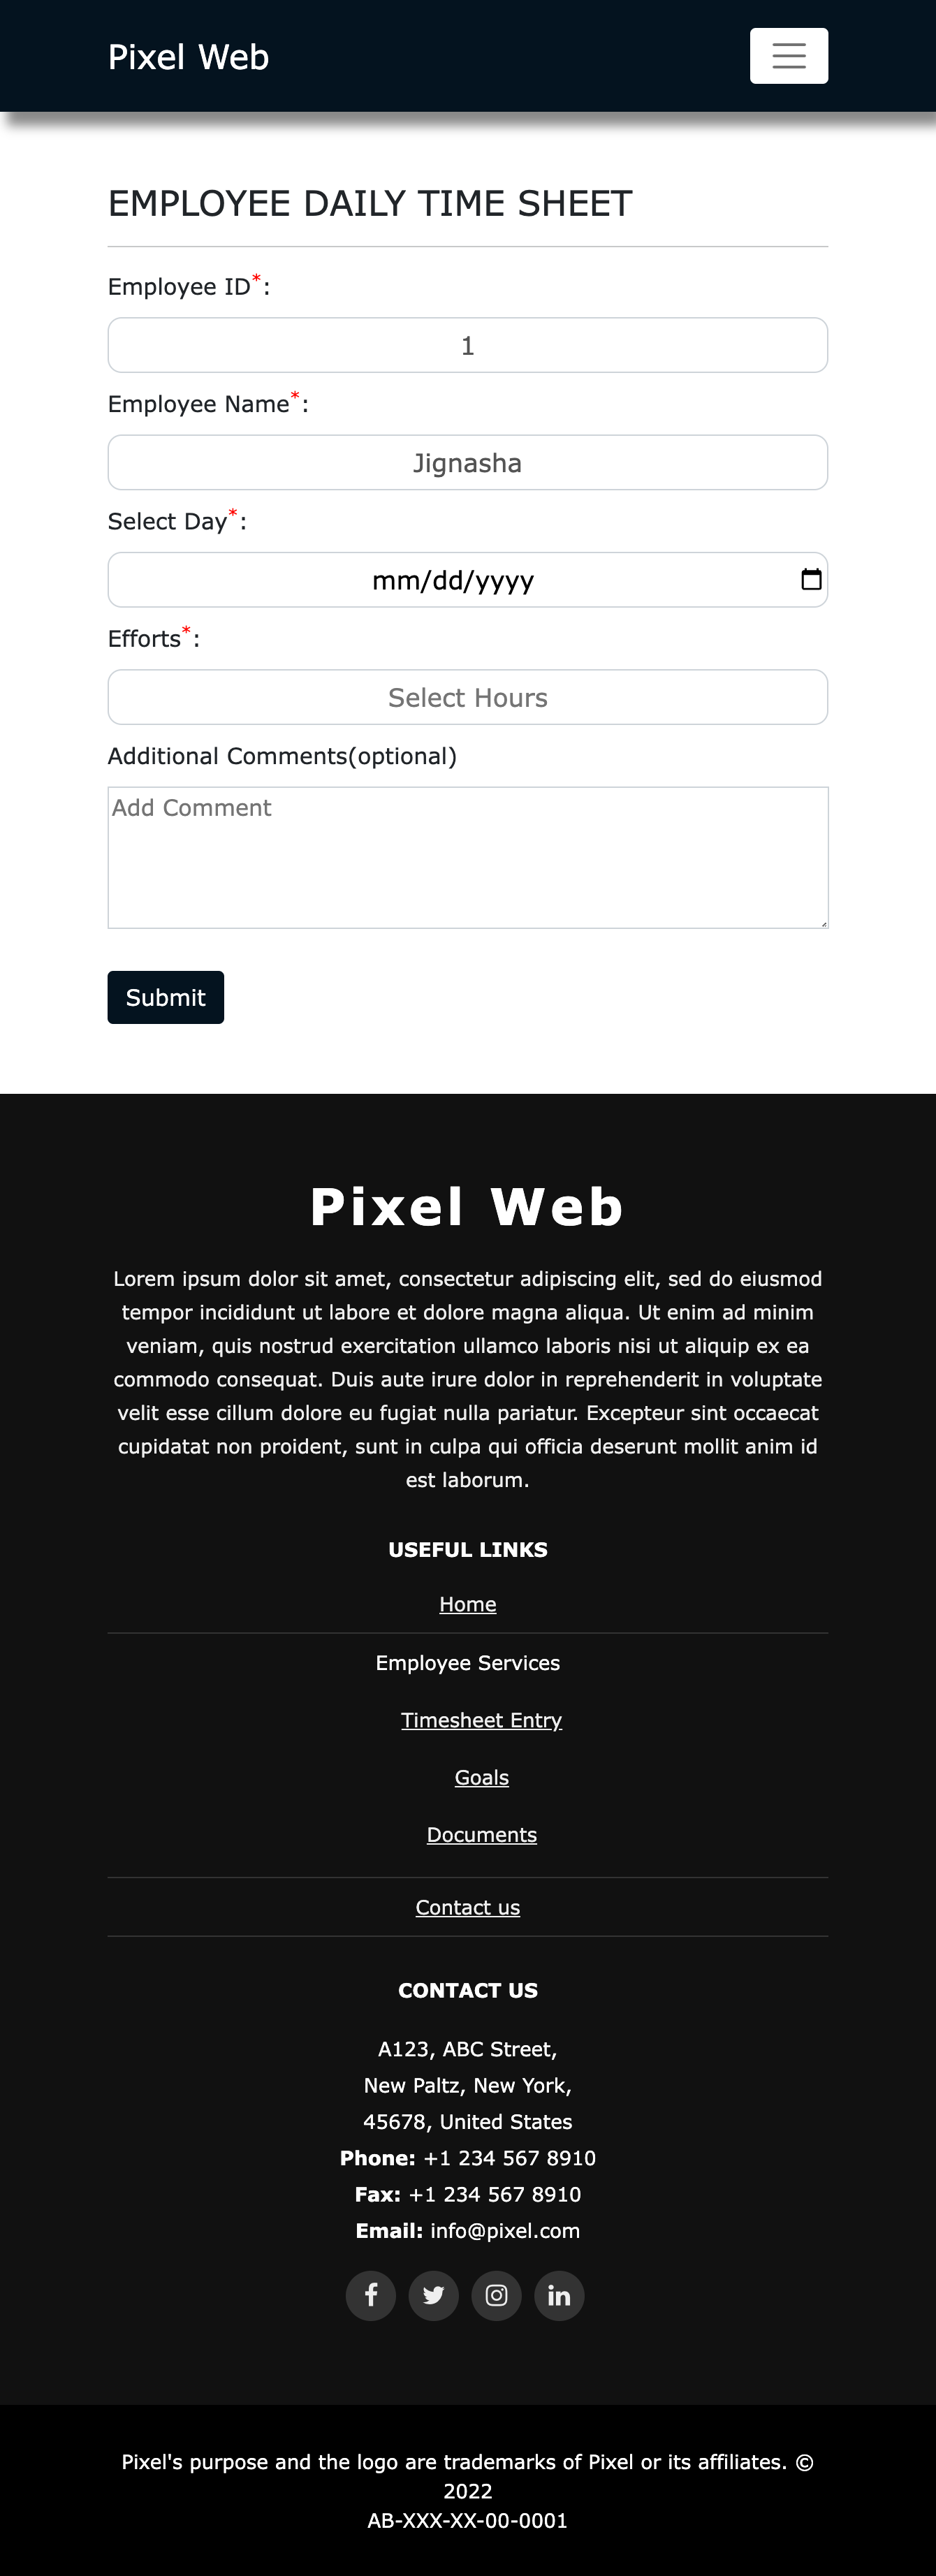 Pixel Web
EMPLOYEE DAILY TIME SHEET
Employee ID*:
1
Employee Name*:
Jignasha
Select Day*:
mm/dd/yyyy
Efforts*:
Select Hours
Additional Comments(optional)
Add Comment
Submit
Pixel Web
Lorem ipsum dolor sit amet, consectetur adipiscing elit, sed do eiusmod
tempor incididunt ut labore et dolore magna aliqua. Ut enim ad minim
veniam, quis nostrud exercitation ullamco laboris nisi ut aliquip ex ea
commodo consequat. Duis aute irure dolor in reprehenderit in voluptate
velit esse cillum dolore eu fugiat nulla pariatur. Excepteur sint occaecat
cupidatat non proident, sunt in culpa qui officia deserunt mollit anim id
est laborum.
USEFUL LINKS
Home
Employee Services
Timesheet Entry
Goals
Documents
Contact us
CONTACT US
A123, ABC Street,
New Paltz, New York,
45678, United States
Phone: +1 234 567 8910
Fax: +1 234 567 8910
Email: info@pixel.com
Pixel's purpose and the logo are trademarks of Pixel or its affiliates. ©
2022
AB-XXX-XX-00-0001